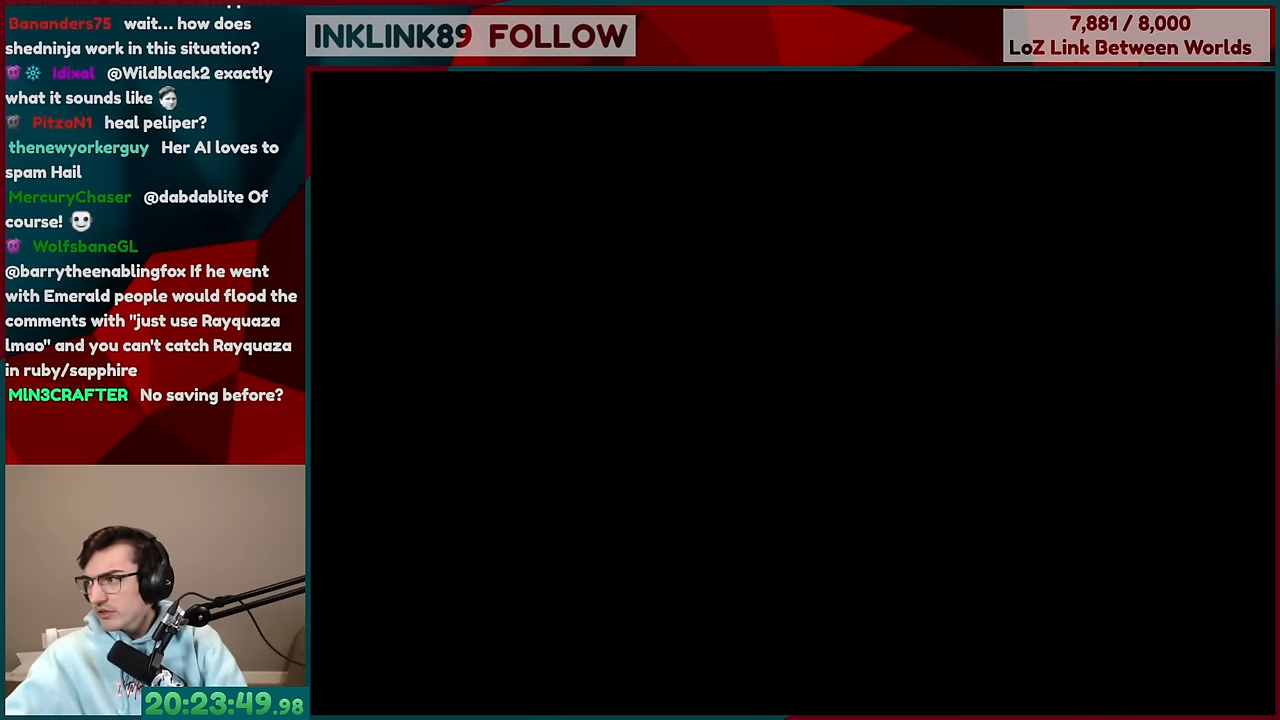 Bananders75 wait... how does
shedninja work in this situation?
Idixal @Wildblack2 exactly
what it sounds like
PitzaN1 heal peliper?
thenewyorkerguy Her AI loves to
spam Hail
MercuryChaser @dabdablite Of
course!
WolfsbaneGL
@barrytheenablingfox If he went
with Emerald people would flood the
comments with "just use Rayquaza
lmao" and you can't catch Rayquaza
in ruby/sapphire
MlN3CRAFTER No saving before?
INKLINK89 FOLLOW
7,881 / 8,000
LoZ Link Between Worlds
20:23:49.98